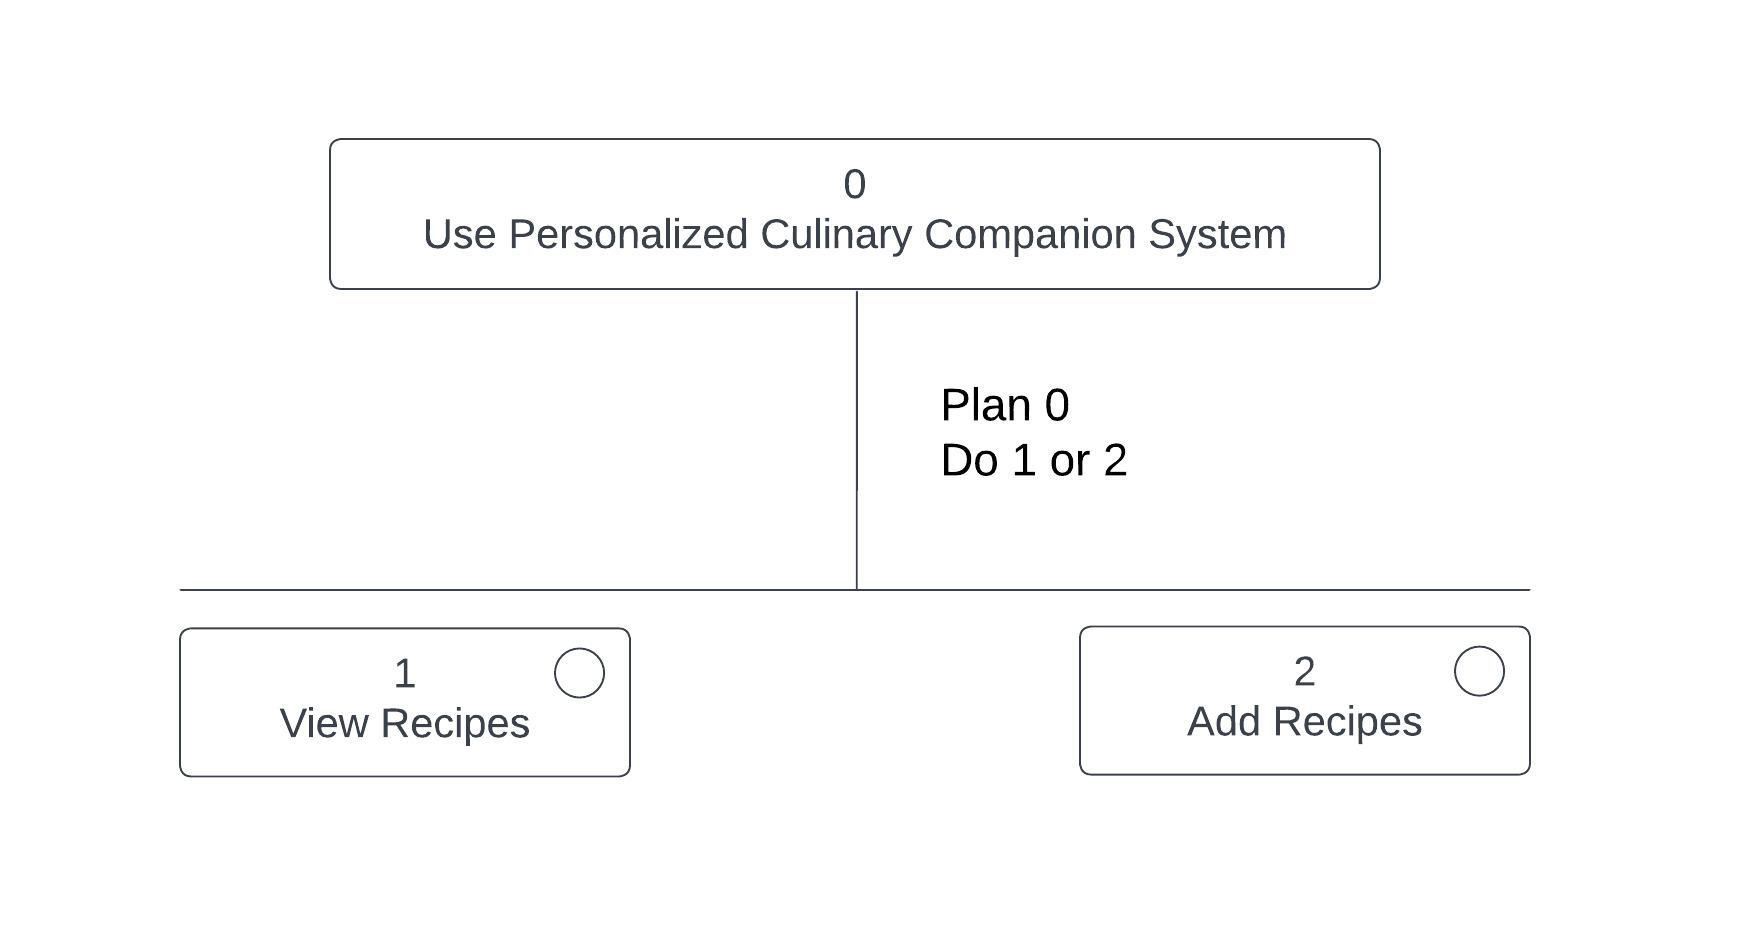 0
Use Personalized Culinary Companion System
Plan 0
Do 1 or 2
1
View Recipes
2
Add Recipes